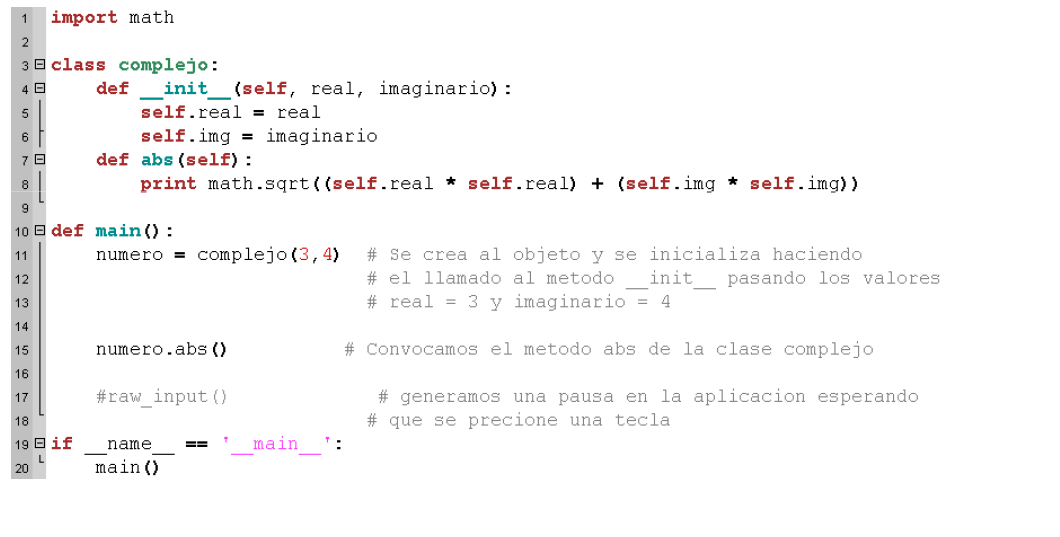 1 import math
2
3 class complejo:
4     def __init__(self, real, imaginario):
5         self.real = real
6         self.img = imaginario
7     def abs(self):
8         print math.sqrt((self.real * self.real) + (self.img * self.img))
9
10 def main():
11     numero = complejo(3,4)  # Se crea al objeto y se inicializa haciendo
12                             # el llamado al metodo __init__ pasando los valores
13                             # real = 3 y imaginario = 4
14
15     numero.abs()          # Convocamos el metodo abs de la clase complejo
16
17     #raw_input()             # generamos una pausa en la aplicacion esperando
18                             # que se precione una tecla
19 if __name__ == '__main__':
20     main()